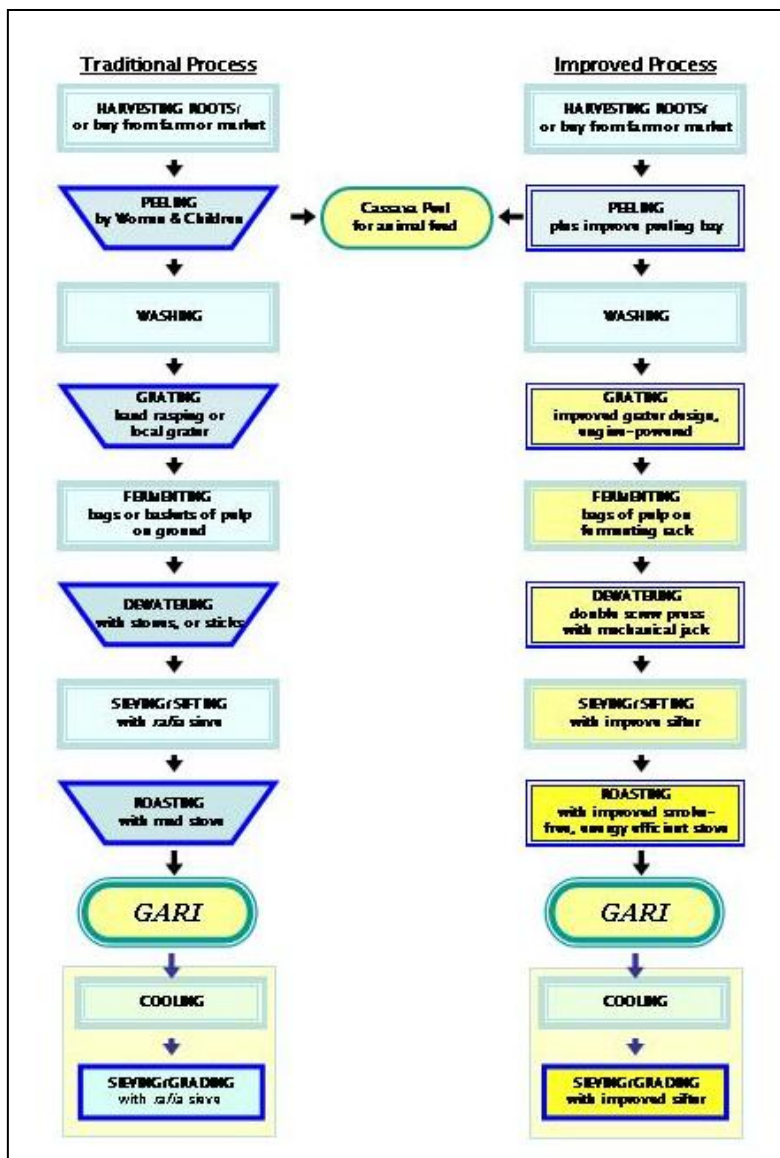 Traditional Process
HARVESTING ROOTS/
or buy from farm or market
PEELING
by Women & Children
WASHING
GRATING
hand rasping or
local grater
FERMENTING
bags or baskets of pulp
on ground
DEWATERING
with stones, or sticks
SIEVING/SIFTING
with rafia sieve
ROASTING
with mud stove
GARI
COOLING
SIEVING/GRADING
with rafia sieve
Cassava Peel
for animal feed
Improved Process
HARVESTING ROOTS/
or buy from farm or market
PEELING
plus improve peeling bay
WASHING
GRATING
improved grater design,
engine-powered
FERMENTING
bags of pulp on
fermenting rack
DEWATERING
double screw press
with mechanical jack
SIEVING/SIFTING
with improve sifter
ROASTING
with improved smoke-
free, energy efficient stove
GARI
COOLING
SIEVING/GRADING
with improved sifter